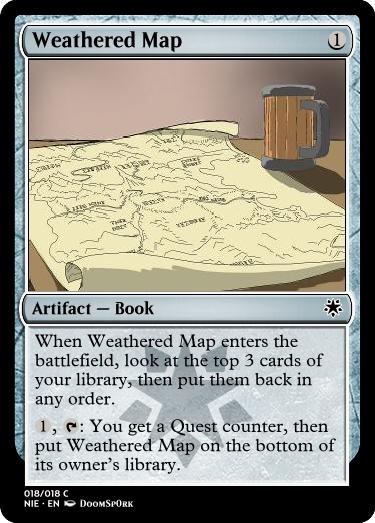 Weathered Map 1
Artifact — Book
When Weathered Map enters the
battlefield, look at the top 3 cards of
your library, then put them back in
any order.
1, : You get a Quest counter, then
put Weathered Map on the bottom of
its owner's library.
018/018 C
NIE · EN DoomSp0rk